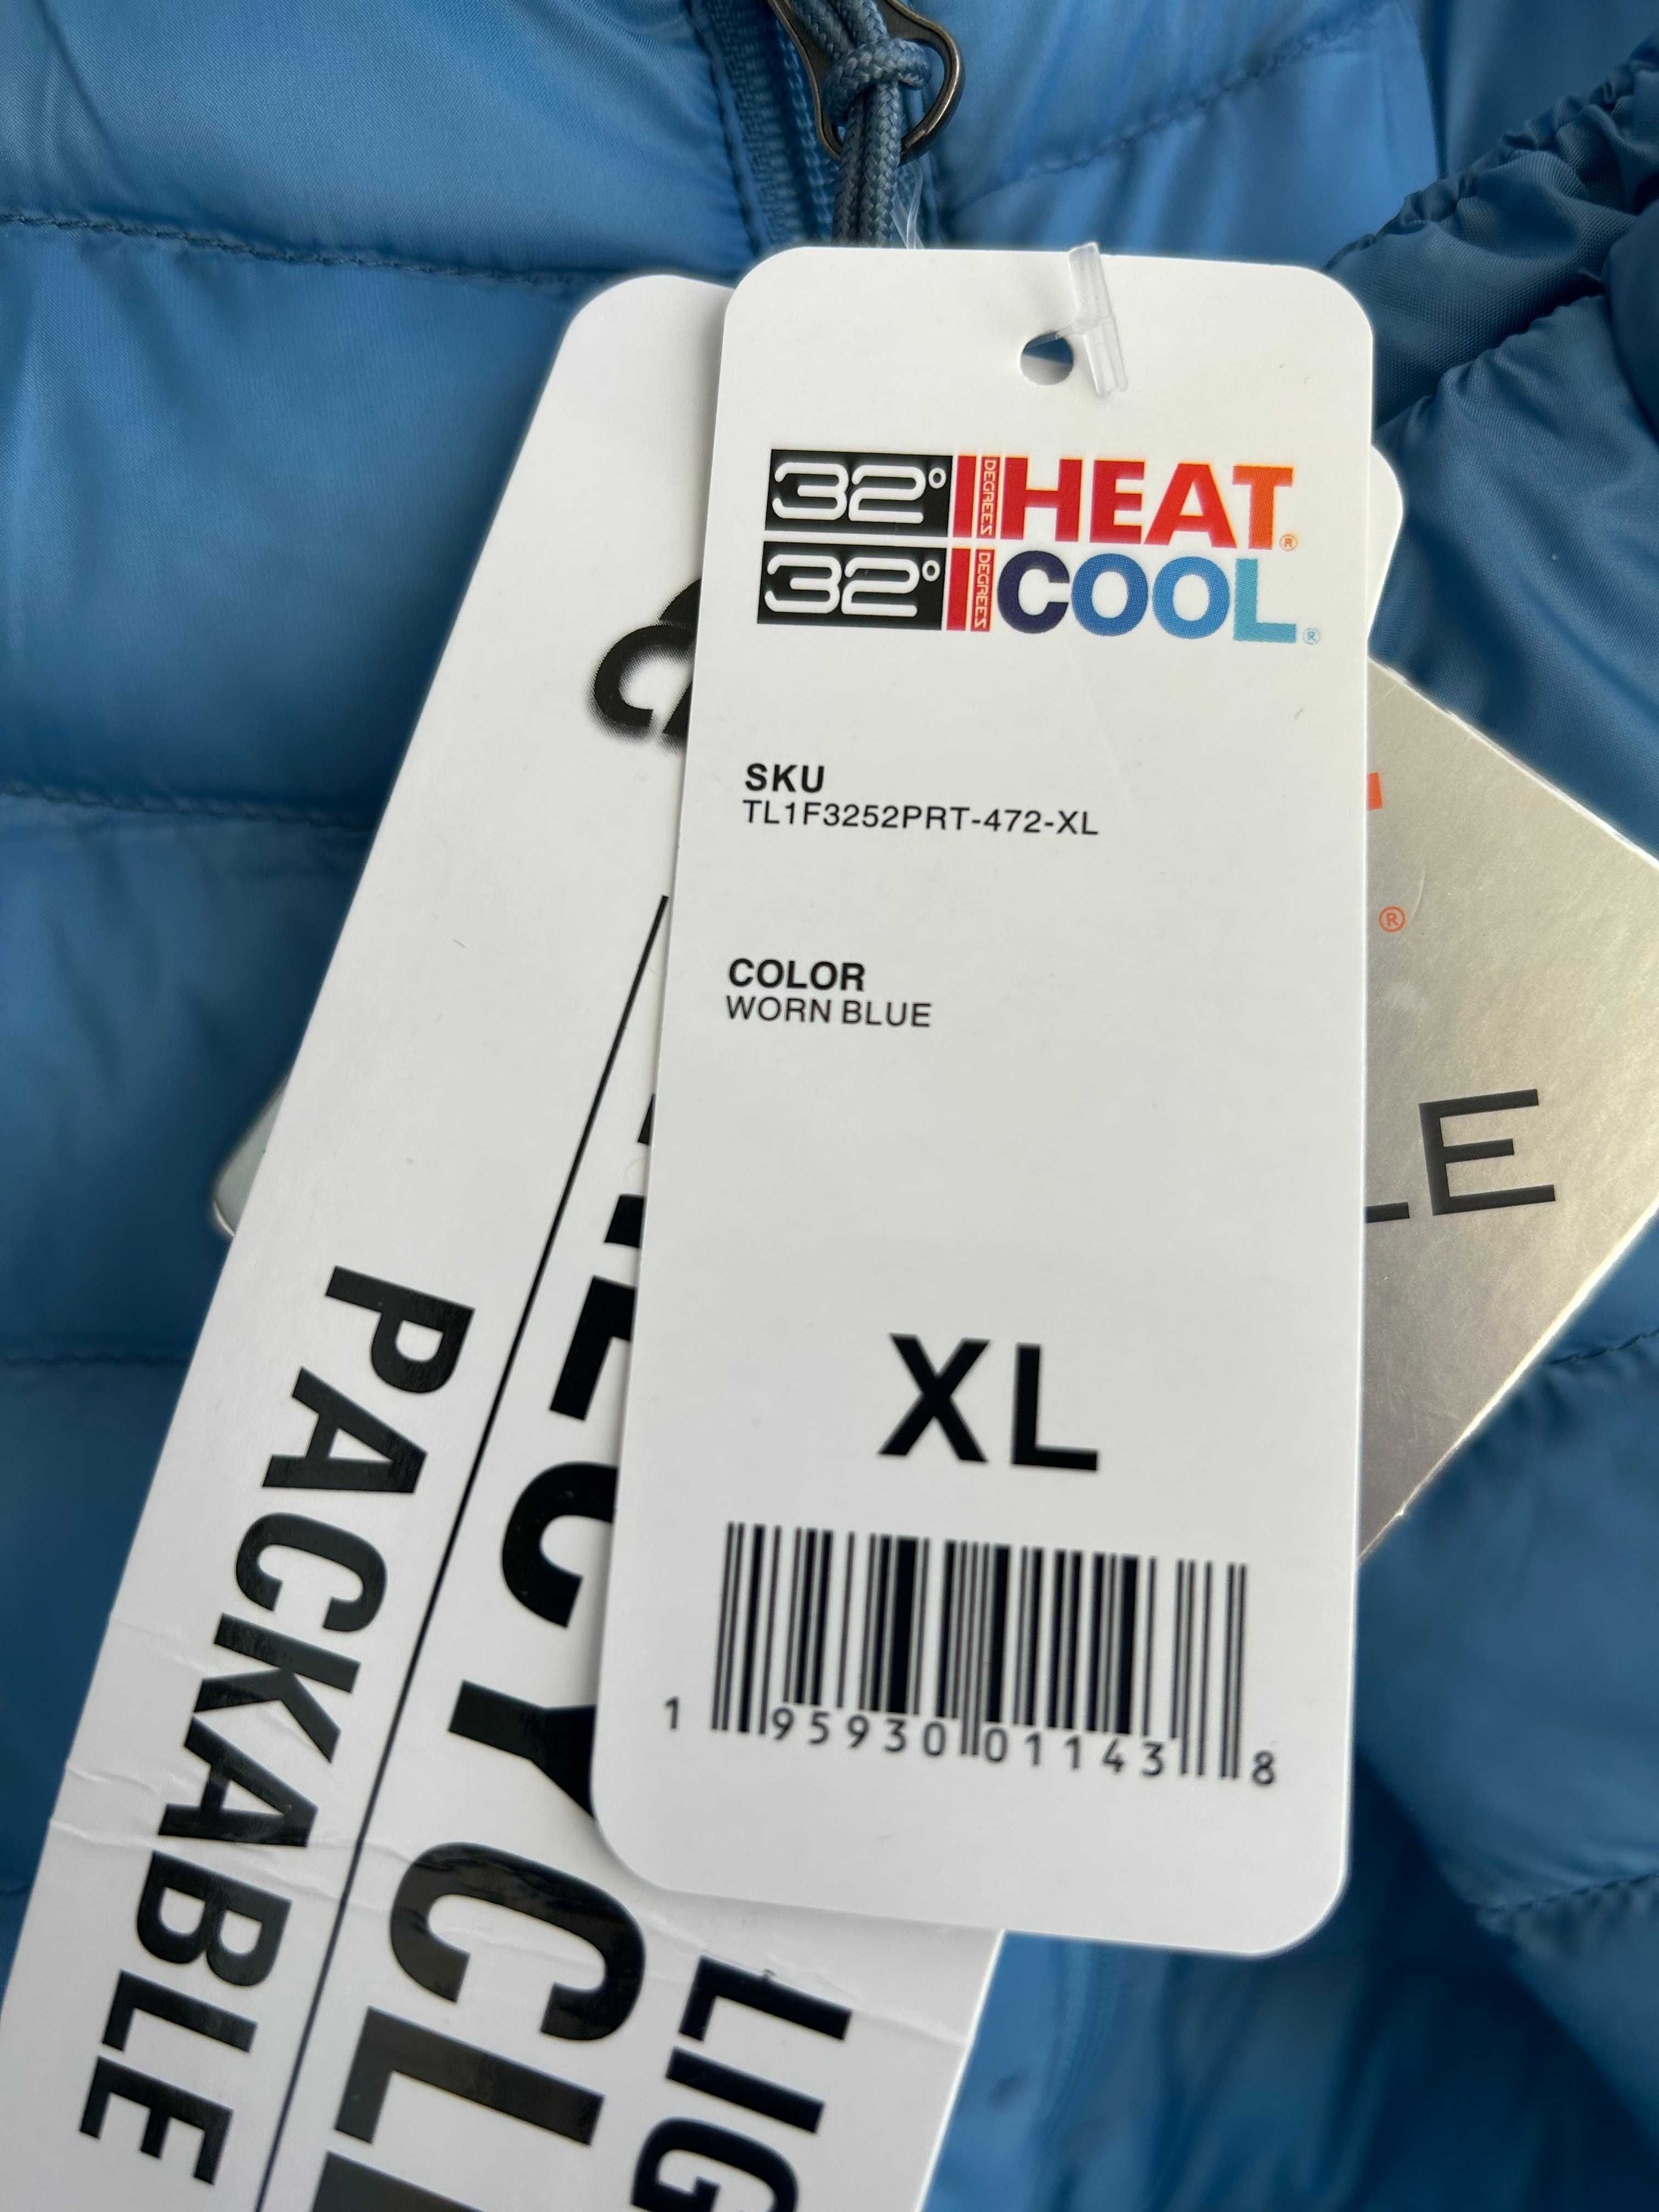 32° DEGREES HEAT®
32° DEGREES COOL®
SKU
TL1F3252PRT-472-XL
COLOR
WORN BLUE
XL
1 95930 01143 8
PACKABLE
®